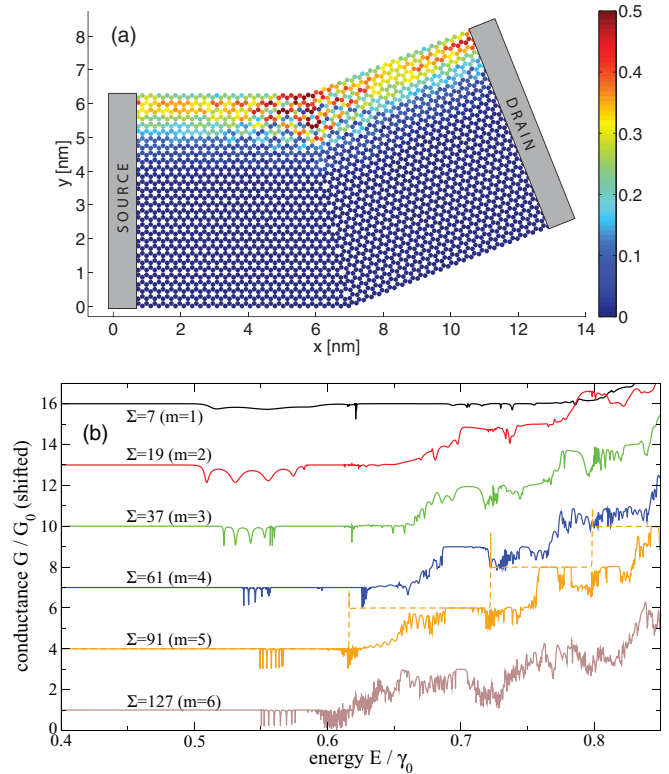 (a)
8
7
6
5
4
3
2
1
0
y [nm]
SOURCE
DRAIN
0 2 4 6 8 10 12 14
x [nm]
0.5
0.4
0.3
0.2
0.1
0
(b)
16
14
12
10
8
6
4
2
0
conductance G / G₀ (shifted)
Σ=7 (m=1)
Σ=19 (m=2)
Σ=37 (m=3)
Σ=61 (m=4)
Σ=91 (m=5)
Σ=127 (m=6)
0.4 0.5 0.6 0.7 0.8
energy E / γ₀